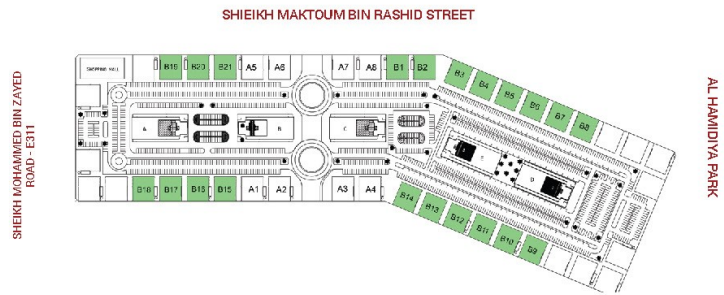 SHIEIKH MAKTOUM BIN RASHID STREET
SHEIKH MOHAMMED BIN ZAYED
ROAD - E311
AL HAMIDIYA PARK
SHOPPING MALL
B19 B20 B21 A5 A6 A7 A8 B1 B2
B3 B4 B5 B6 B7 B8
A B C
D
B18 B17 B16 B15 A1 A2 A3 A4
B14 B13 B12 B11 B10 B9